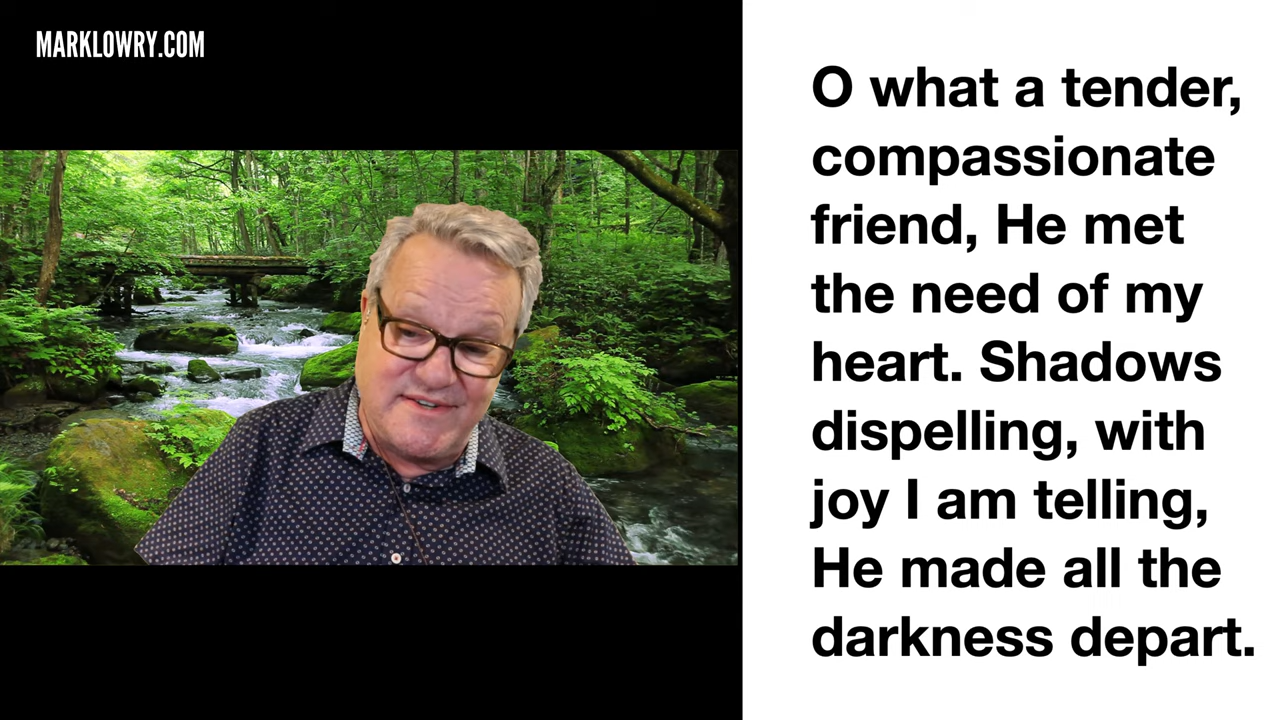 MARKLOWRY.COM
O what a tender,
compassionate
friend, He met
the need of my
heart. Shadows
dispelling, with
joy I am telling,
He made all the
darkness depart.